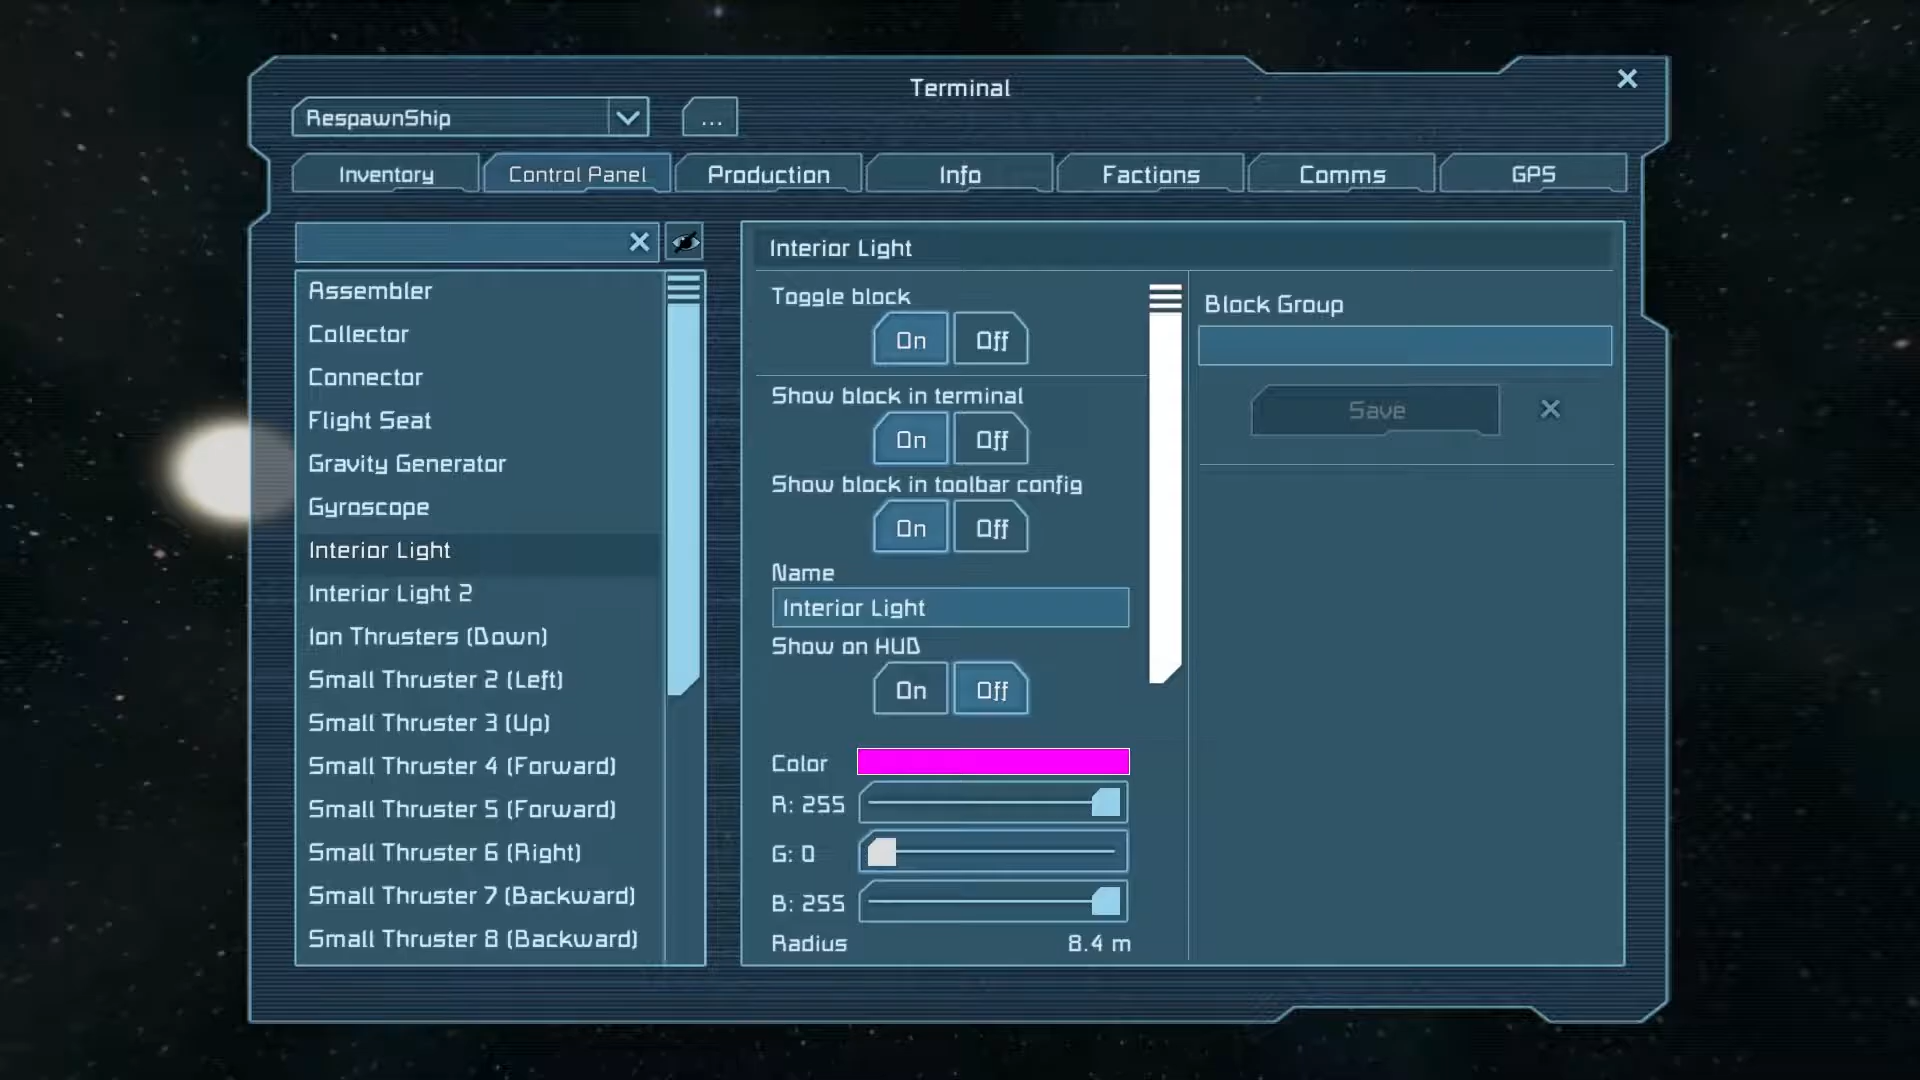 Terminal
RespawnShip
...
Inventory
Control Panel
Production
Info
Factions
Comms
GPS
Assembler
Collector
Connector
Flight Seat
Gravity Generator
Gyroscope
Interior Light
Interior Light 2
Ion Thrusters (Down)
Small Thruster 2 (Left)
Small Thruster 3 (Up)
Small Thruster 4 (Forward)
Small Thruster 5 (Forward)
Small Thruster 6 (Right)
Small Thruster 7 (Backward)
Small Thruster 8 (Backward)
Interior Light
Toggle block
On Off
Show block in terminal
On Off
Show block in toolbar config
On Off
Name
Interior Light
Show on HUD
On Off
Color
R: 255
G: 0
B: 255
Radius 8.4 m
Block Group
Save